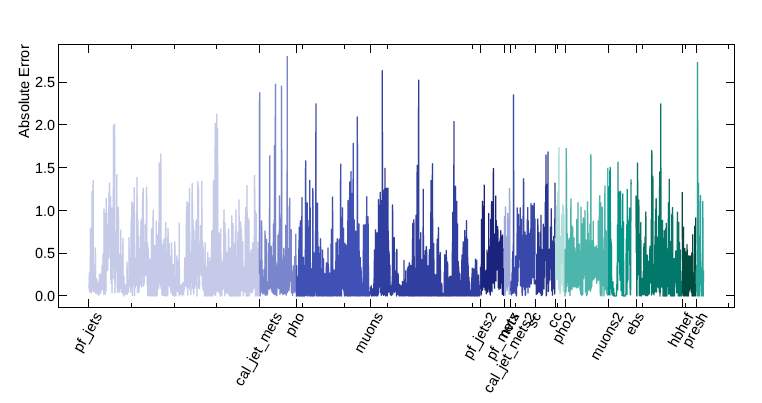 Absolute Error
2.5
2.0
1.5
1.0
0.5
0.0
pf_jets
cal_jet_mets
pho
muons
pf_jets2
cal_jet_mets2
sc
cc
pho2
muons2
ebs
hbhef
presh